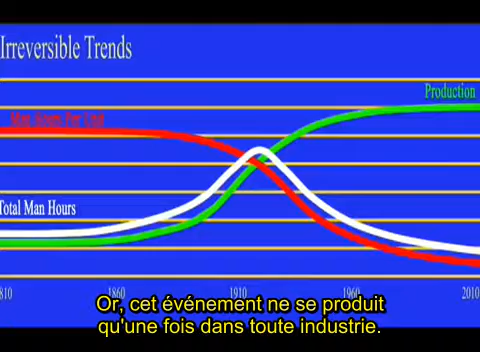 Irreversible Trends
Production
Man Hours Per Unit
Total Man Hours
810
1860
1910
1960
2010
Or, cet événement ne se produit
qu'une fois dans toute industrie.